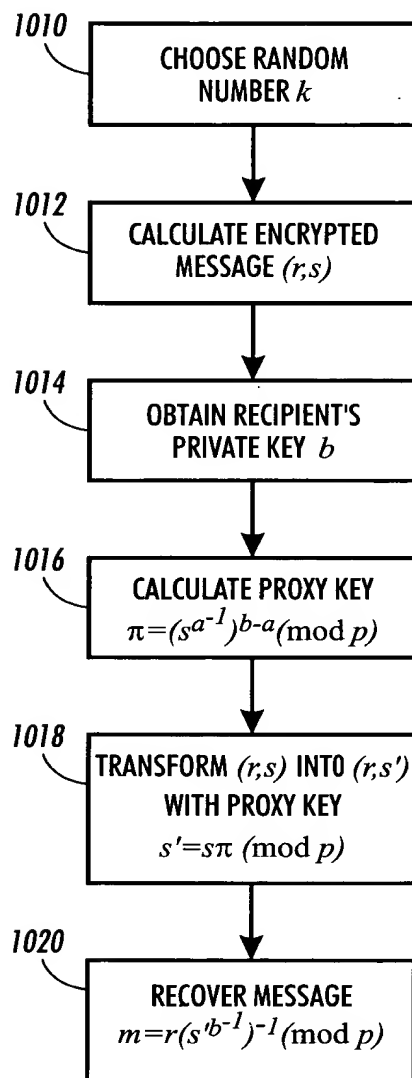 1010
CHOOSE RANDOM
NUMBER k
1012
CALCULATE ENCRYPTED
MESSAGE (r,s)
1014
OBTAIN RECIPIENT'S
PRIVATE KEY b
1016
CALCULATE PROXY KEY
π=(s^{a^{-1}})^{b-a}(mod p)
1018
TRANSFORM (r,s) INTO (r,s')
WITH PROXY KEY
s'=sπ (mod p)
1020
RECOVER MESSAGE
m=r(s'^{b^{-1}})^{-1}(mod p)